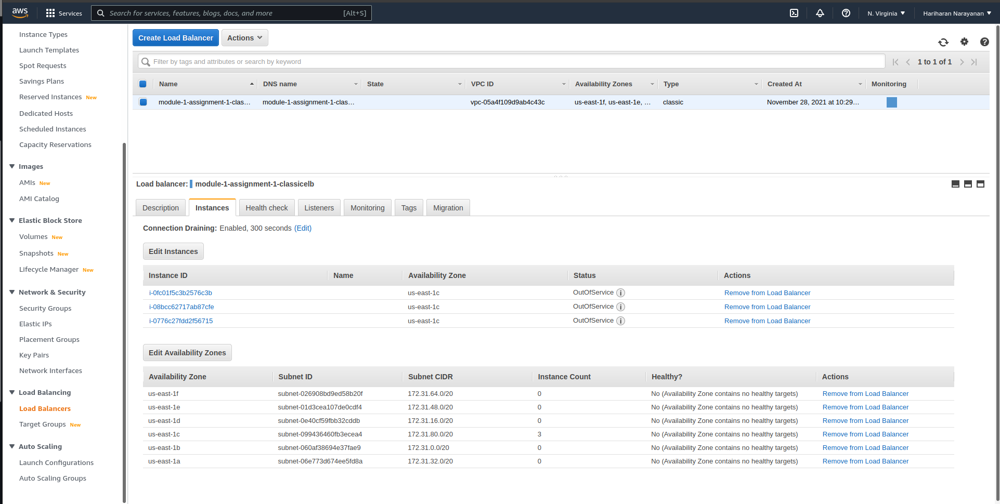 aws Services Search for services, features, blogs, docs, and more [Alt+S] N. Virginia Hariharan Narayanan
Instance Types
Launch Templates
Spot Requests
Savings Plans
Reserved Instances New
Dedicated Hosts
Scheduled Instances
Capacity Reservations
Images
AMIs New
AMI Catalog
Elastic Block Store
Volumes New
Snapshots New
Lifecycle Manager New
Network & Security
Security Groups
Elastic IPs
Placement Groups
Key Pairs
Network Interfaces
Load Balancing
Load Balancers
Target Groups New
Auto Scaling
Launch Configurations
Auto Scaling Groups
Create Load Balancer Actions
Filter by tags and attributes or search by keyword 1 to 1 of 1
Name DNS name State VPC ID Availability Zones Type Created At Monitoring
module-1-assignment-1-clas... module-1-assignment-1-clas... vpc-05a4f109d9ab4c43c us-east-1f, us-east-1e, ... classic November 28, 2021 at 10:29...
Load balancer: module-1-assignment-1-classicelb
Description Instances Health check Listeners Monitoring Tags Migration
Connection Draining: Enabled, 300 seconds (Edit)
Edit Instances
Instance ID Name Availability Zone Status Actions
i-0fc01f5c3b2576c3b us-east-1c OutOfService i Remove from Load Balancer
i-08bcc62717ab87cfe us-east-1c OutOfService i Remove from Load Balancer
i-0776c27fdd2f56715 us-east-1c OutOfService i Remove from Load Balancer
Edit Availability Zones
Availability Zone Subnet ID Subnet CIDR Instance Count Healthy? Actions
us-east-1f subnet-026908bd9ed58b20f 172.31.64.0/20 0 No (Availability Zone contains no healthy targets) Remove from Load Balancer
us-east-1e subnet-01d3cea107de0cdf4 172.31.48.0/20 0 No (Availability Zone contains no healthy targets) Remove from Load Balancer
us-east-1d subnet-0e40cf59fbb32cddb 172.31.16.0/20 0 No (Availability Zone contains no healthy targets) Remove from Load Balancer
us-east-1c subnet-099436460fb3ecea4 172.31.80.0/20 3 No (Availability Zone contains no healthy targets) Remove from Load Balancer
us-east-1b subnet-060af38694e37fae9 172.31.0.0/20 0 No (Availability Zone contains no healthy targets) Remove from Load Balancer
us-east-1a subnet-06e773d674ee5fd8a 172.31.32.0/20 0 No (Availability Zone contains no healthy targets) Remove from Load Balancer